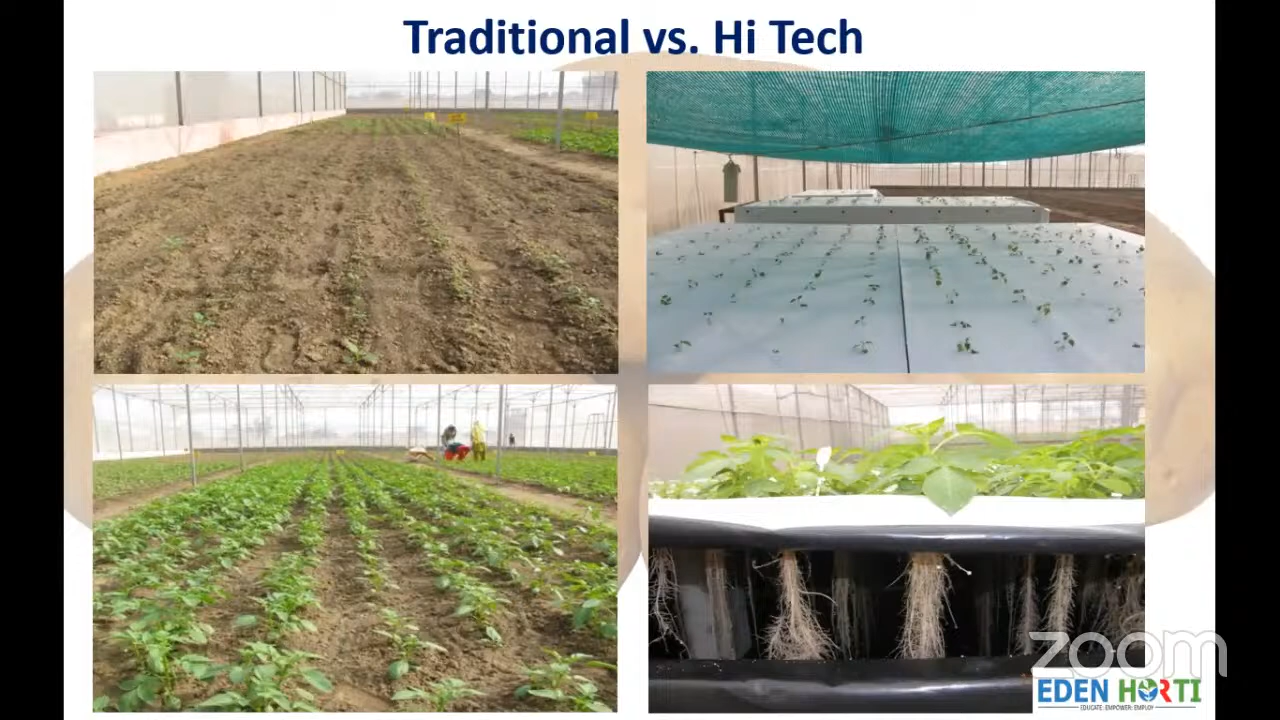 Traditional vs. Hi Tech
zoom
EDEN HORTI
EDUCATE. EMPOWER. EMPLOY